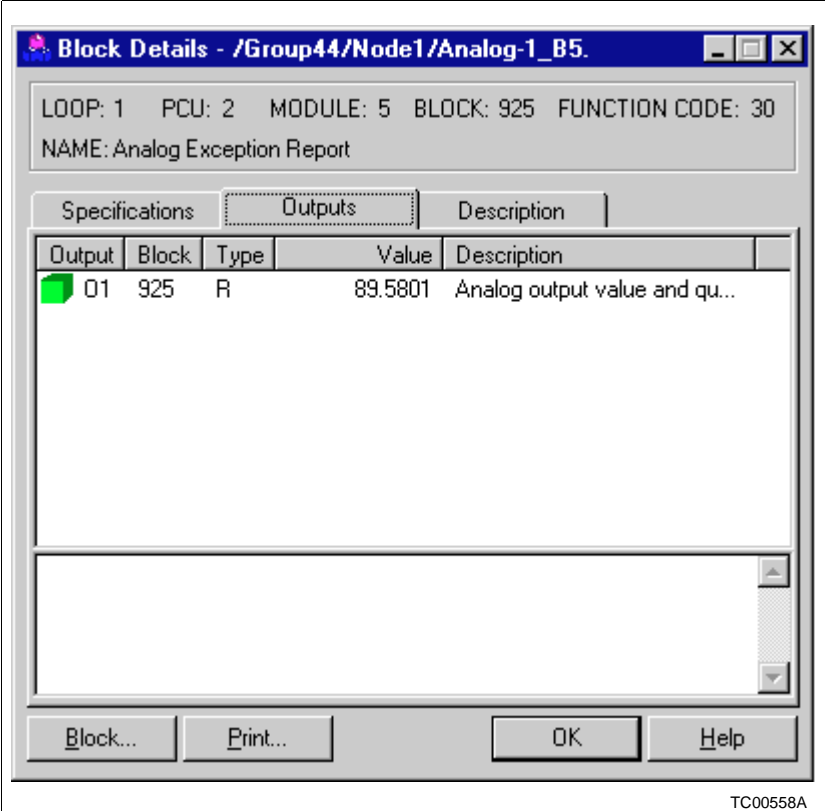 Block Details - /Group44/Node1/Analog-1_B5.
LOOP: 1 PCU: 2 MODULE: 5 BLOCK: 925 FUNCTION CODE: 30
NAME: Analog Exception Report
Specifications Outputs Description
Output Block Type Value Description
01 925 R 89.5801 Analog output value and qu...
Block... Print... OK Help
TC00558A